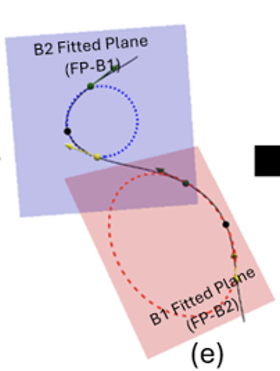 B2 Fitted Plane
(FP-B1)
B1 Fitted Plane
(FP-B2)
(e)